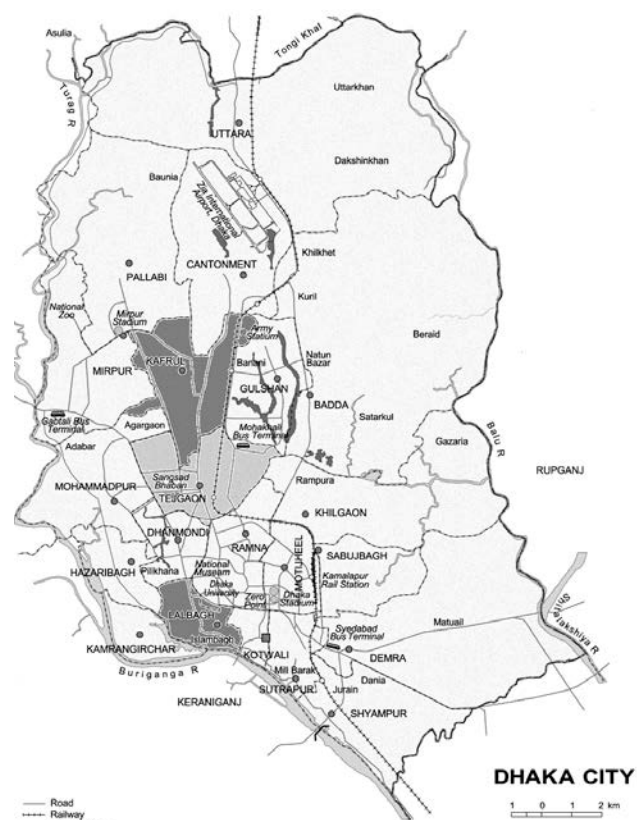 Asulia
Tongi Khal
Turag R
Uttarkhan
UTTARA
Dakshinkhan
Baunia
Zia International
Airport, Dhaka
Khilkhet
CANTONMENT
PALLABI
Kuril
National
Zoo
Mirpur
Stadium
Army
Statium
Beraid
KAFRUL
Banani
Natun
Bazar
MIRPUR
GULSHAN
BADDA
Satarkul
Gabtali Bus
Terminal
Agargaon
Mohakhali
Bus Terminal
Gazaria
Balu R
Adabar
RUPGANJ
Sangsad
Bhaban
Rampura
MOHAMMADPUR
TEJGAON
KHILGAON
DHANMONDI
RAMNA
MOTIJHEEL
SABUJBAGH
HAZARIBAGH
Pilkhana
National
Museam
Kamalapur
Rail Station
Dhaka
University
Zero
Point
Dhaka
Stadium
Shitalakshiya R
LALBAGH
Islambagh
Syedabad
Bus Terminal
Matuail
KAMRANGIRCHAR
KOTWALI
DEMRA
Buriganga R
Mill Barak
Dania
KERANIGANJ
SUTRAPUR
Jurain
SHYAMPUR
DHAKA CITY
Road
Railway
1 0 2 km